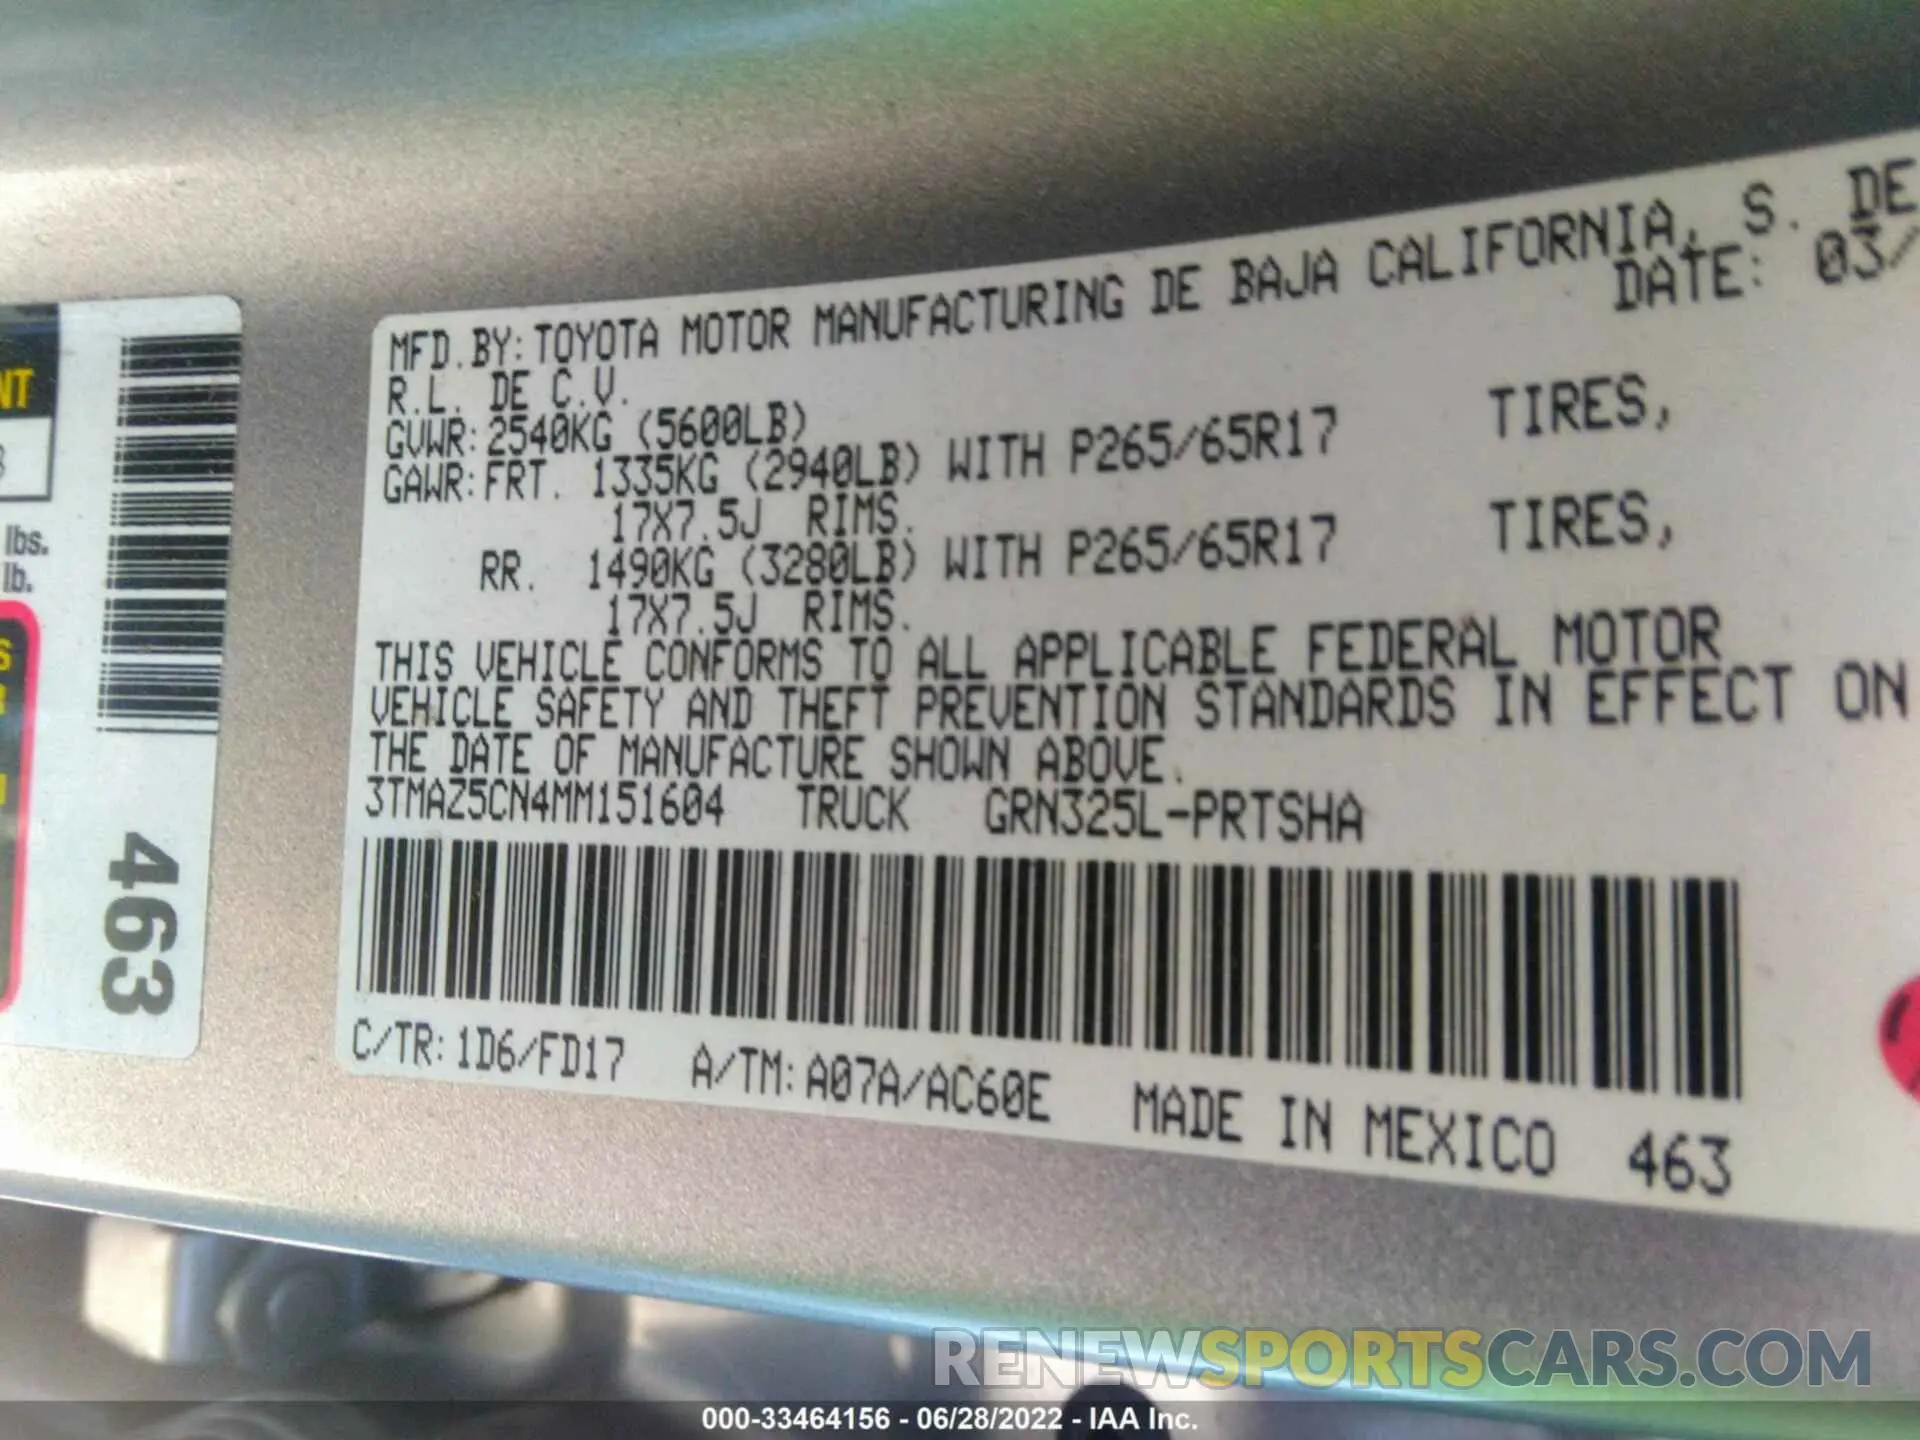 MFD.BY: TOYOTA MOTOR MANUFACTURING DE BAJA CALIFORNIA, S. DE
R.L. DE C.V. DATE: 03/
GVWR: 2540KG (5600LB)
GAWR: FRT. 1335KG (2940LB) WITH P265/65R17 TIRES,
17X7.5J RIMS.
RR. 1490KG (3280LB) WITH P265/65R17 TIRES,
17X7.5J RIMS.
THIS VEHICLE CONFORMS TO ALL APPLICABLE FEDERAL MOTOR
VEHICLE SAFETY AND THEFT PREVENTION STANDARDS IN EFFECT ON
THE DATE OF MANUFACTURE SHOWN ABOVE.
3TMAZ5CN4MM151604 TRUCK GRN325L-PRTSHA
C/TR: 1D6/FD17 A/TM: A07A/AC60E MADE IN MEXICO 463
NT
lbs.
lb.
463
RENEWSPORTSCARS.COM
000-33464156 - 06/28/2022 - IAA Inc.